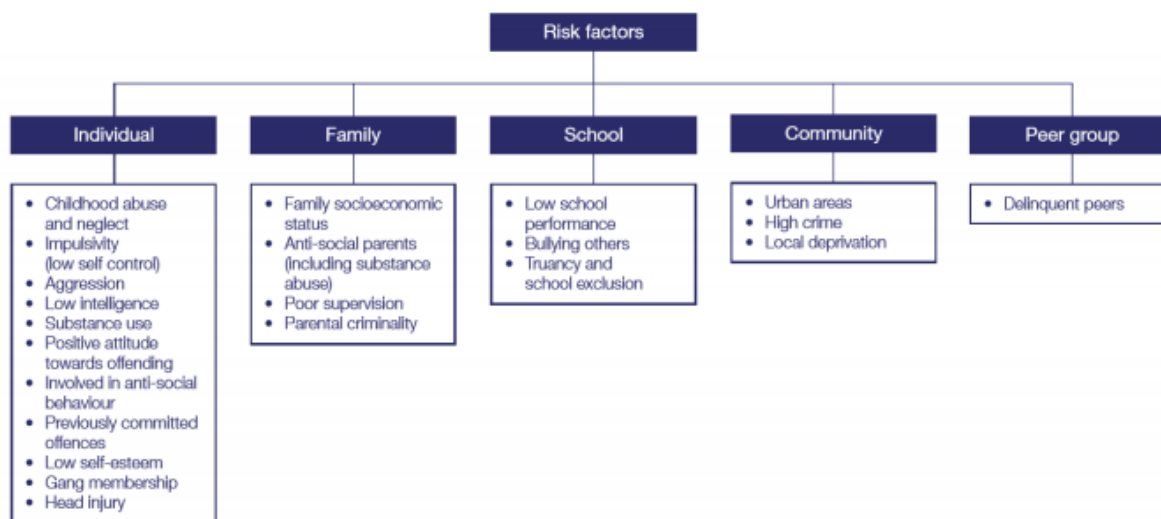 Risk factors
Individual
Family
School
Community
Peer group
• Childhood abuse
and neglect
• Impulsivity
(low self control)
• Aggression
• Low intelligence
• Substance use
• Positive attitude
towards offending
• Involved in anti-social
behaviour
• Previously committed
offences
• Low self-esteem
• Gang membership
• Head injury
• Family socioeconomic
status
• Anti-social parents
(including substance
abuse)
• Poor supervision
• Parental criminality
• Low school
performance
• Bullying others
• Truancy and
school exclusion
• Urban areas
• High crime
• Local deprivation
• Delinquent peers